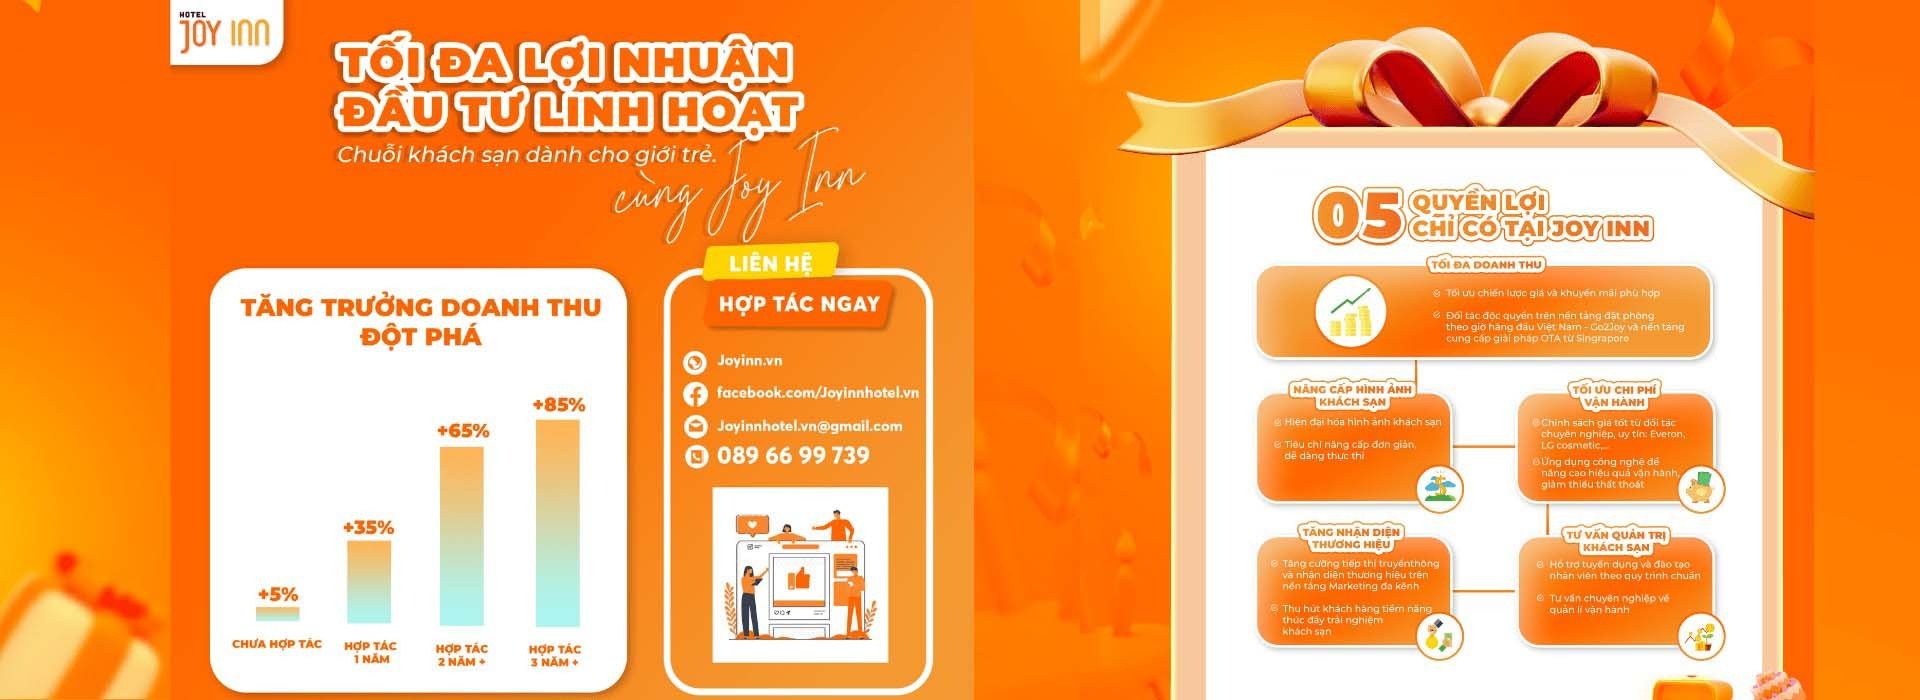 HOTEL
JOY INN
TỐI ĐA LỢI NHUẬN
ĐẦU TƯ LINH HOẠT
Chuỗi khách sạn dành cho giới trẻ.
cùng Joy Inn
TĂNG TRƯỞNG DOANH THU
ĐỘT PHÁ
+5%
+35%
+65%
+85%
CHƯA HỢP TÁC
HỢP TÁC
1 NĂM
HỢP TÁC
2 NĂM +
HỢP TÁC
3 NĂM +
LIÊN HỆ
HỢP TÁC NGAY
Joyinn.vn
facebook.com/Joyinnhotel.vn
Joyinnhotel.vn@gmail.com
089 66 99 739
05 QUYỀN LỢI
CHỈ CÓ TẠI JOY INN
TỐI ĐA DOANH THU
Tối ưu chiến lược giá và khuyến mãi phù hợp
Đối tác độc quyền trên nền tảng đặt phòng
theo giờ hàng đầu Việt Nam - Go2Joy và nền tảng
cung cấp giải pháp OTA từ Singrapore
NÂNG CẤP HÌNH ẢNH
KHÁCH SẠN
Hiện đại hóa hình ảnh khách sạn
Tiêu chí nâng cấp đơn giản,
dễ dàng thực thi
TỐI ƯU CHI PHÍ
VẬN HÀNH
Chính sách giá tốt từ đối tác
chuyên nghiệp, uy tín: Everon,
LG cosmetic,...
Ứng dụng công nghệ để
nâng cao hiệu quả vận hành,
giảm thiểu thất thoát
TĂNG NHẬN DIỆN
THƯƠNG HIỆU
Tăng cường tiếp thị truyềnthông
và nhận diện thương hiệu trên
nền tảng Marketing đa kênh
Thu hút khách hàng tiềm năng
thúc đẩy trải nghiệm
khách sạn
TƯ VẤN QUẢN TRỊ
KHÁCH SẠN
Hỗ trợ tuyển dụng và đào tạo
nhân viên theo quy trình chuẩn
Tư vấn chuyên nghiệp về
quản lí vận hành